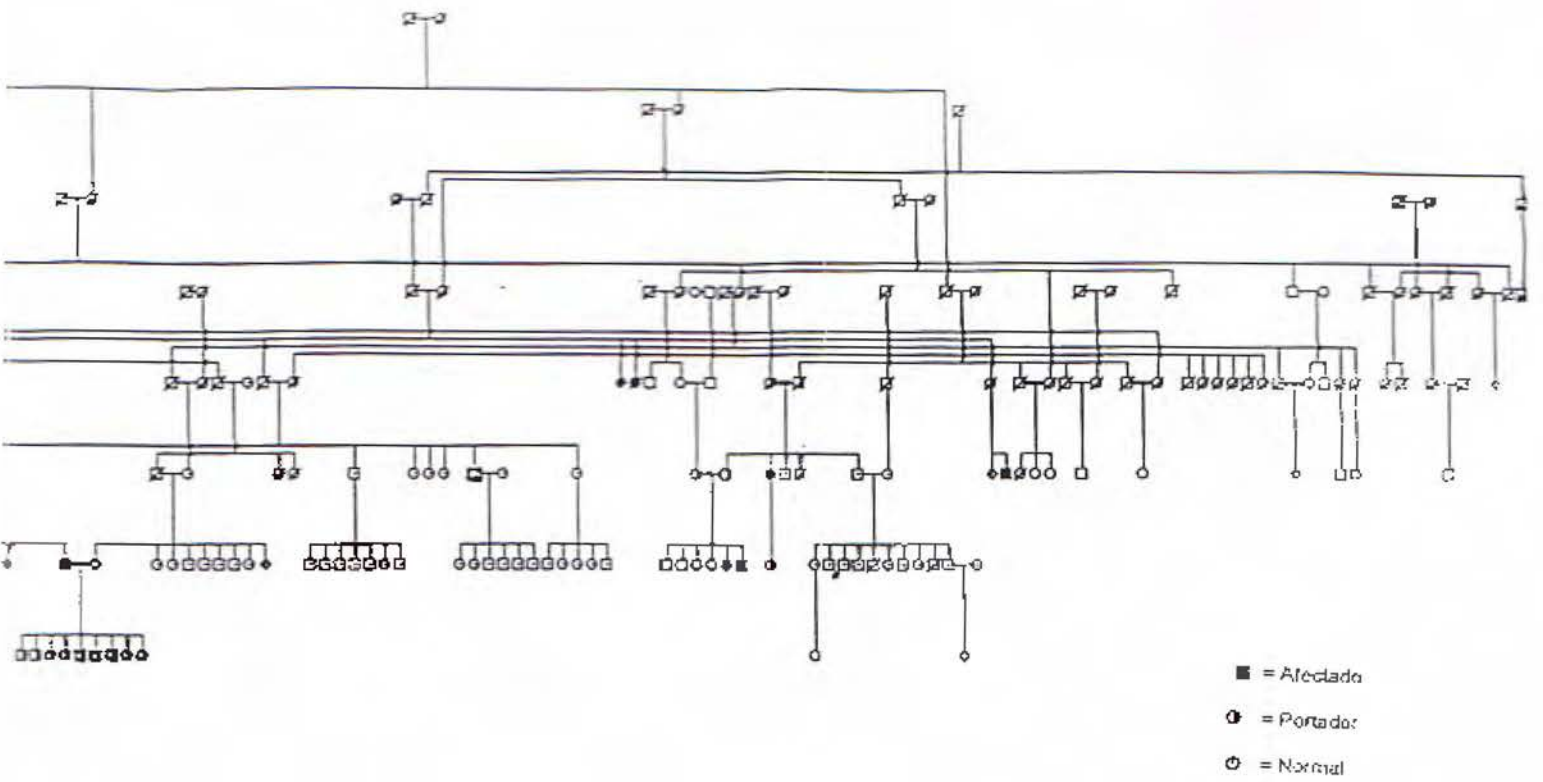 = Afectado
= Portador
= Normal